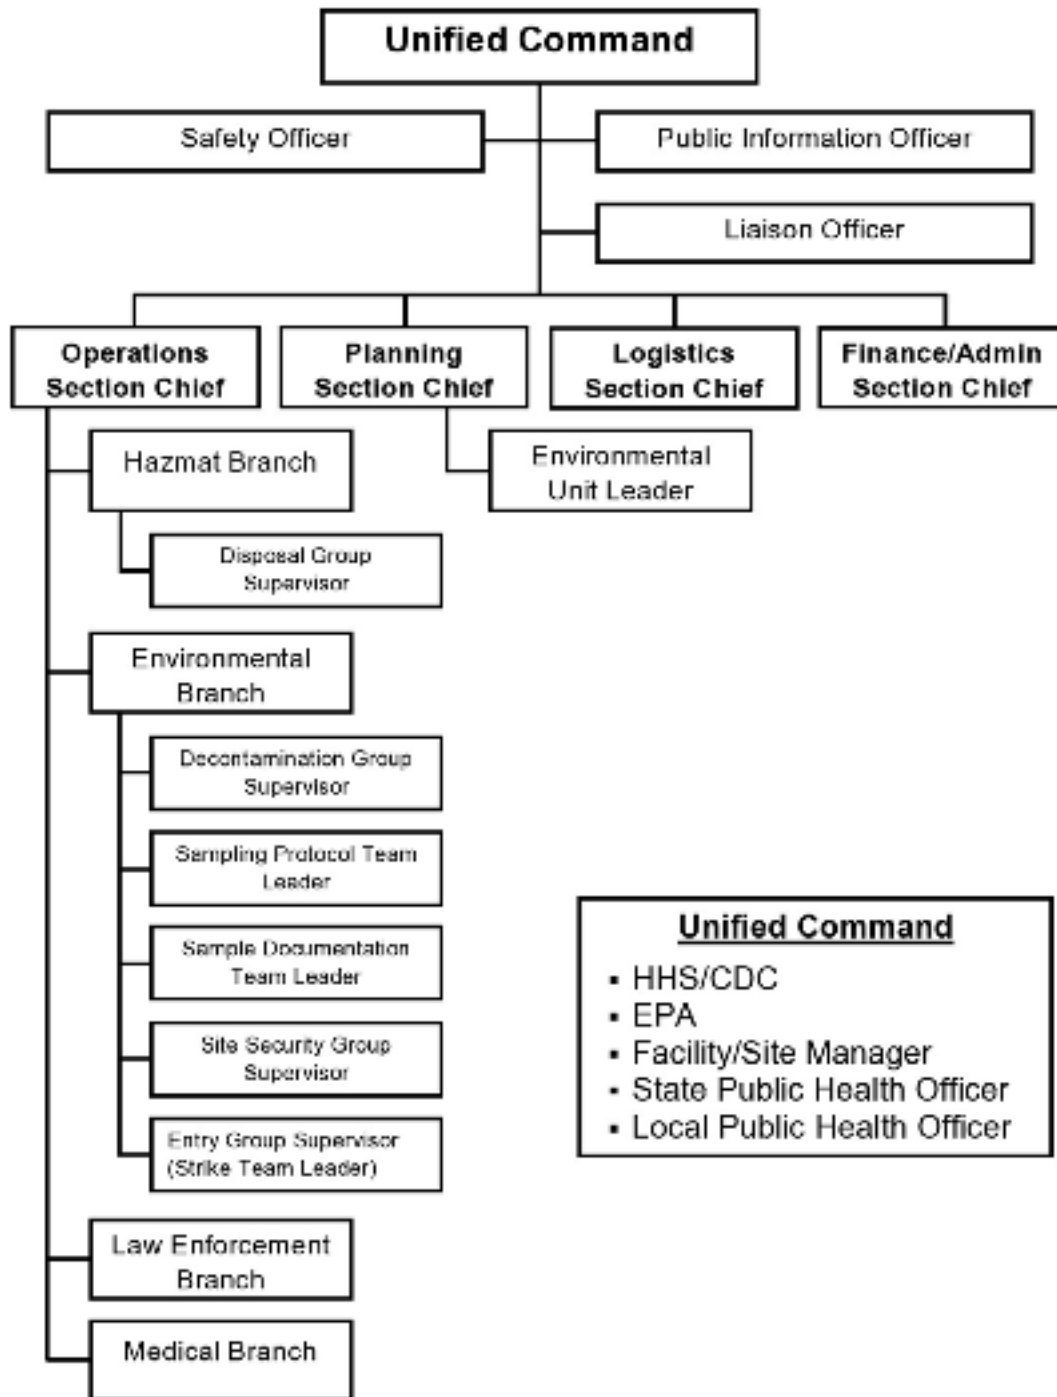 Unified Command
Safety Officer
Public Information Officer
Liaison Officer
Operations
Section Chief
Planning
Section Chief
Logistics
Section Chief
Finance/Admin
Section Chief
Hazmat Branch
Environmental
Unit Leader
Disposal Group
Supervisor
Environmental
Branch
Decontamination Group
Supervisor
Sampling Protocol Team
Leader
Sample Documentation
Team Leader
Site Security Group
Supervisor
Entry Group Supervisor
(Strike Team Leader)
Law Enforcement
Branch
Medical Branch
Unified Command
▪ HHS/CDC
▪ EPA
▪ Facility/Site Manager
▪ State Public Health Officer
▪ Local Public Health Officer